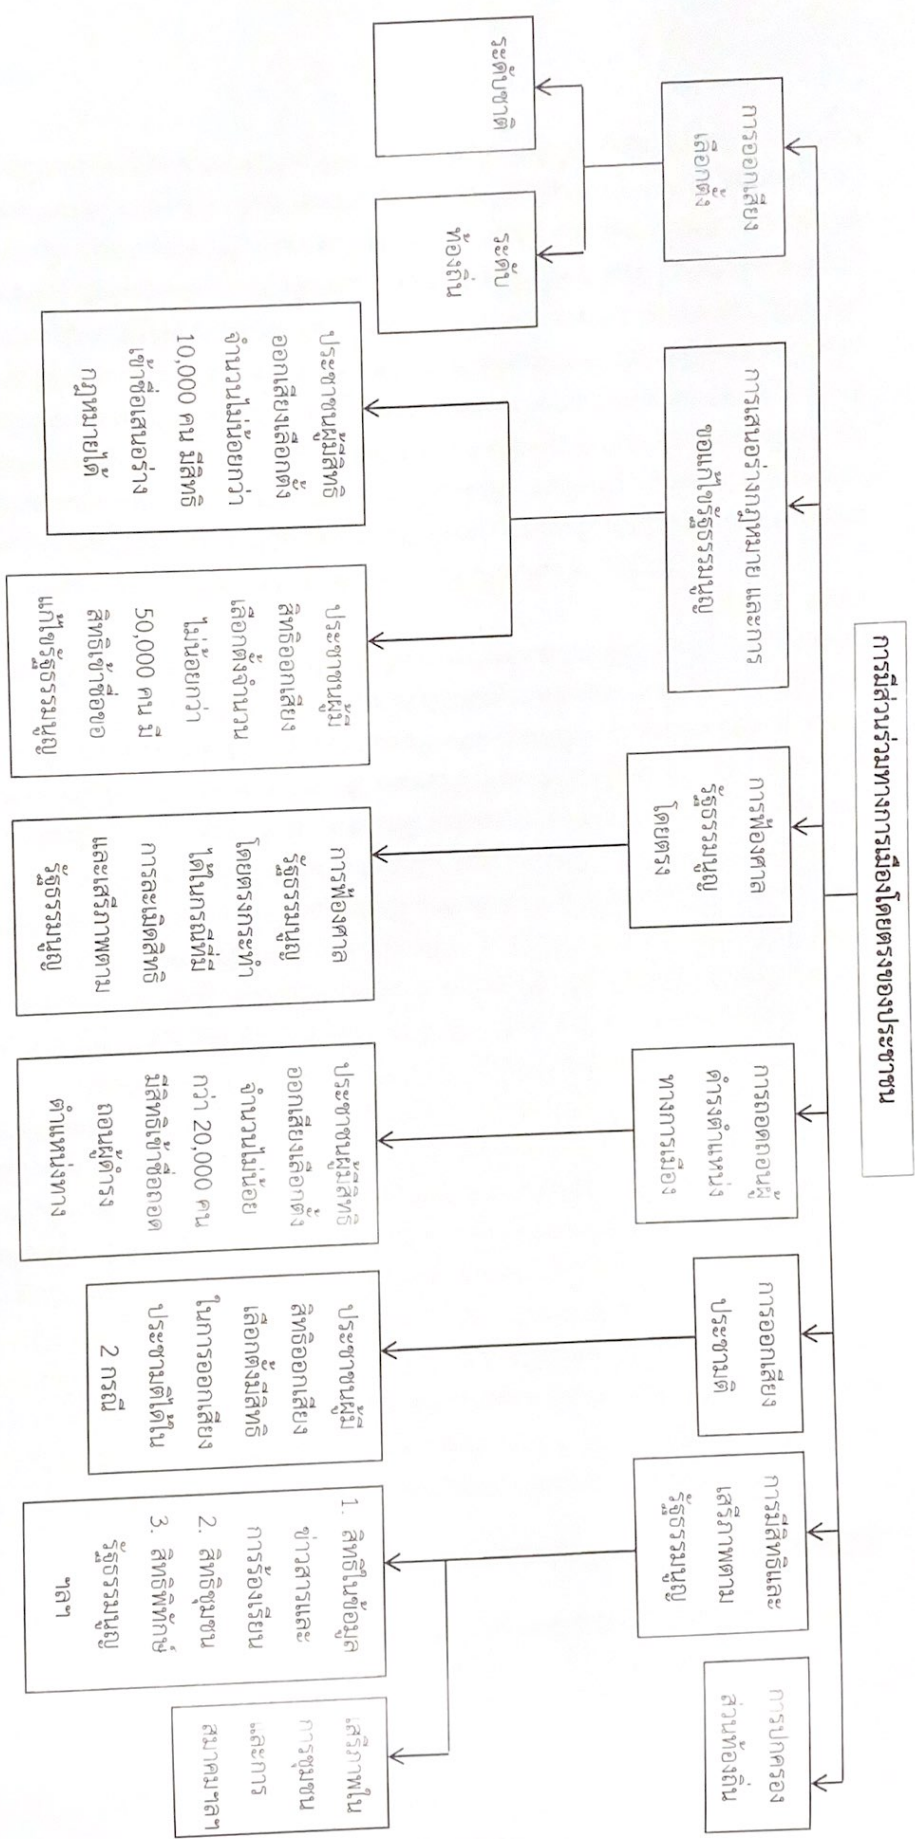 การมีส่วนร่วมทางการเมืองโดยตรงของประชาชน
การออกเสียง
เลือกตั้ง
ระดับชาติ
ระดับ
ท้องถิ่น
การเสนอร่างกฎหมาย และการ
ขอแก้ไขรัฐธรรมนูญ
ประชาชนผู้มีสิทธิ
ออกเสียงเลือกตั้ง
จำนวนไม่น้อยกว่า
10,000 คน มีสิทธิ
เข้าชื่อเสนอร่าง
กฎหมายได้
ประชาชนผู้มี
สิทธิออกเสียง
เลือกตั้งจำนวน
ไม่น้อยกว่า
50,000 คน มี
สิทธิเข้าชื่อขอ
แก้ไขรัฐธรรมนูญ
การฟ้องศาล
รัฐธรรมนูญ
โดยตรง
การฟ้องศาล
รัฐธรรมนูญ
โดยตรงกระทำ
ได้ในกรณีที่มี
การละเมิดสิทธิ
และเสรีภาพตาม
รัฐธรรมนูญ
การถอดถอนผู้
ดำรงตำแหน่ง
ทางการเมือง
ประชาชนผู้มีสิทธิ
ออกเสียงเลือกตั้ง
จำนวนไม่น้อย
กว่า 20,000 คน
มีสิทธิเข้าชื่อถอด
ถอนผู้ดำรง
ตำแหน่งทาง
การออกเสียง
ประชามติ
ประชาชนผู้มี
สิทธิออกเสียง
เลือกตั้งมีสิทธิ
ในการออกเสียง
ประชามติได้ใน
2 กรณี
การมีสิทธิและ
เสรีภาพตาม
รัฐธรรมนูญ
1. สิทธิในข้อมูล
ข่าวสารและ
การร้องเรียน
2. สิทธิชุมชน
3. สิทธิพิทักษ์
รัฐธรรมนูญ
ฯลฯ
เสรีภาพใน
การชุมชน
และการ
สมาคมฯลฯ
การปกครอง
ส่วนท้องถิ่น